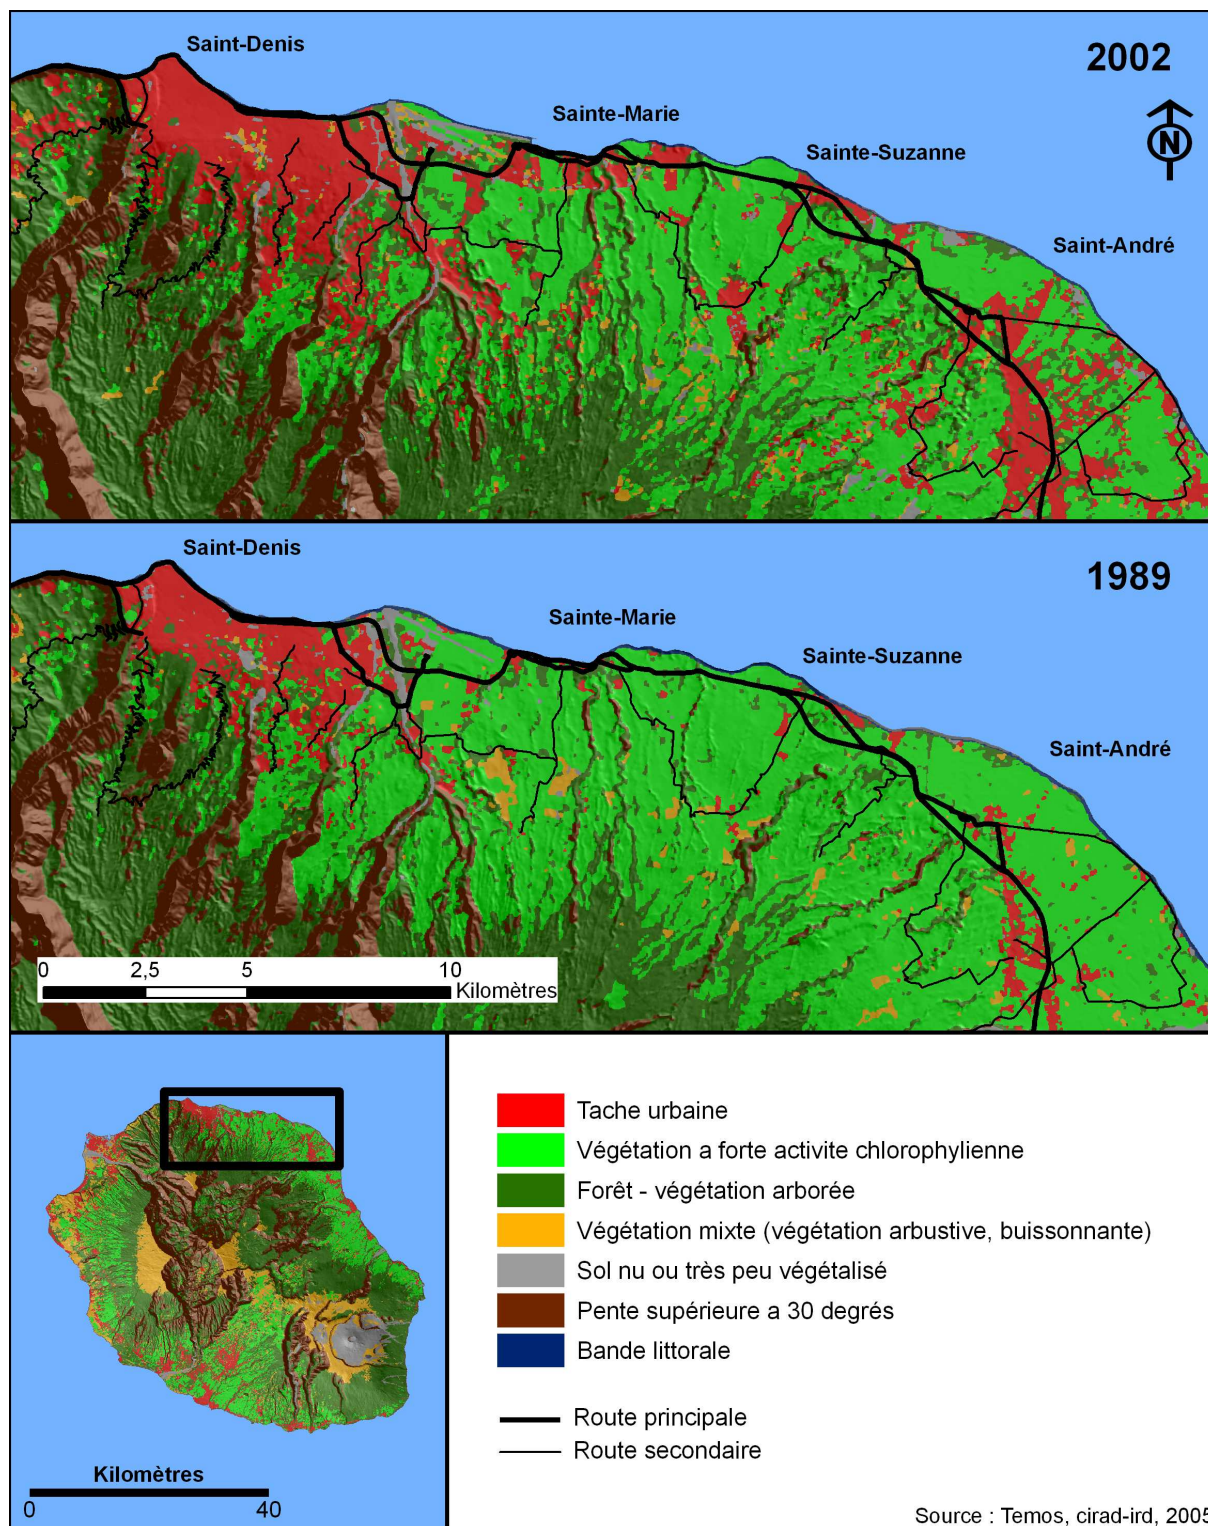 Saint-Denis
2002
Sainte-Marie
N
Sainte-Suzanne
Saint-André
Saint-Denis
1989
Sainte-Marie
Sainte-Suzanne
Saint-André
0 2,5 5 10
Kilomètres
Tache urbaine
Végétation a forte activite chlorophylienne
Forêt - végétation arborée
Végétation mixte (végétation arbustive, buissonnante)
Sol nu ou très peu végétalisé
Pente supérieure a 30 degrés
Bande littorale
Route principale
Route secondaire
Kilomètres
0 40
Source : Temos, cirad-ird, 2005